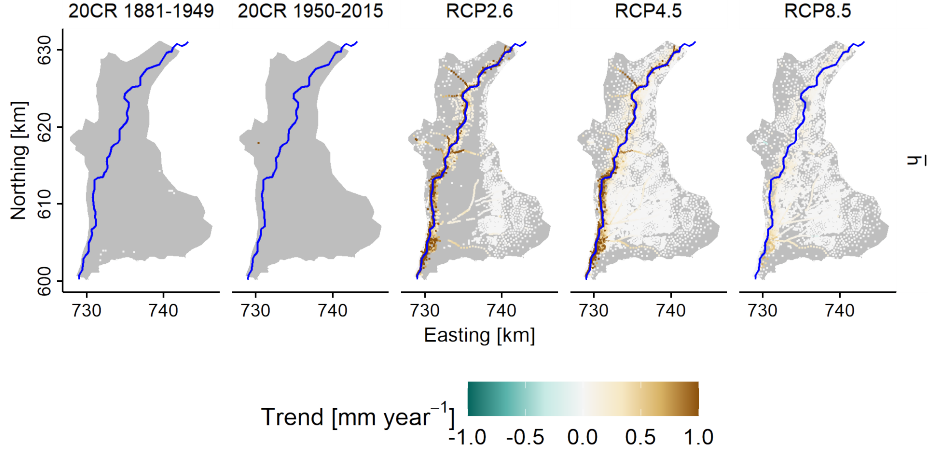 20CR 1881-1949 20CR 1950-2015 RCP2.6 RCP4.5 RCP8.5
630
620
610
600
Northing [km]
h̅
730 740 730 740 730 740 730 740 730 740
Easting [km]
Trend [mm year⁻¹]
-1.0 -0.5 0.0 0.5 1.0